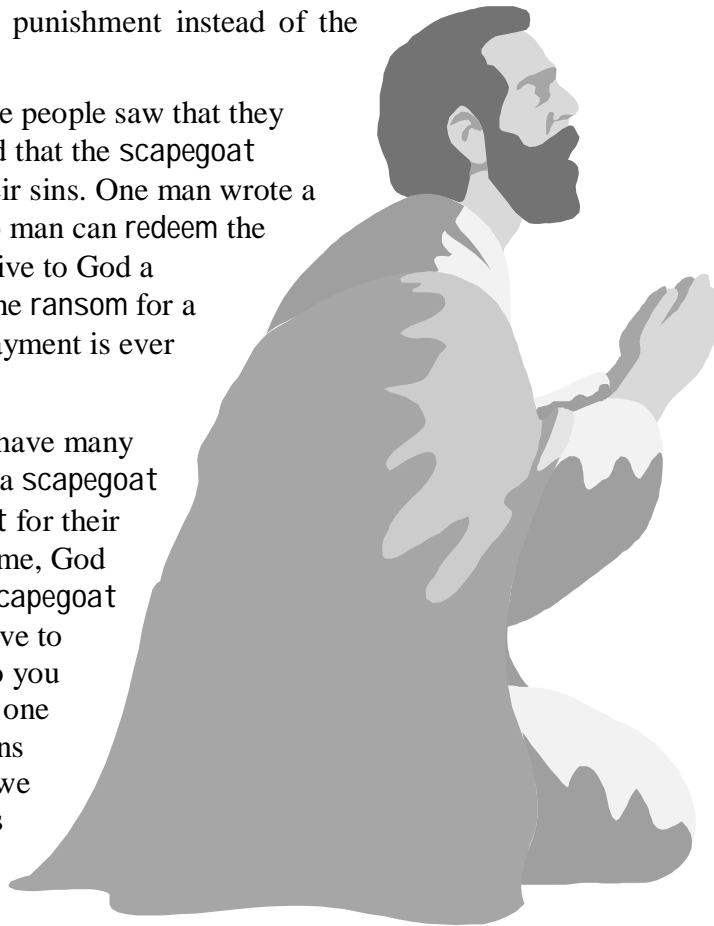 punishment instead of the
e people saw that they
d that the scapegoat
eir sins. One man wrote a
o man can redeem the
ive to God a
he ransom for a
ayment is ever
have many
a scapegoat
t for their
me, God
capegoat
ve to
o you
one
ns
we
s